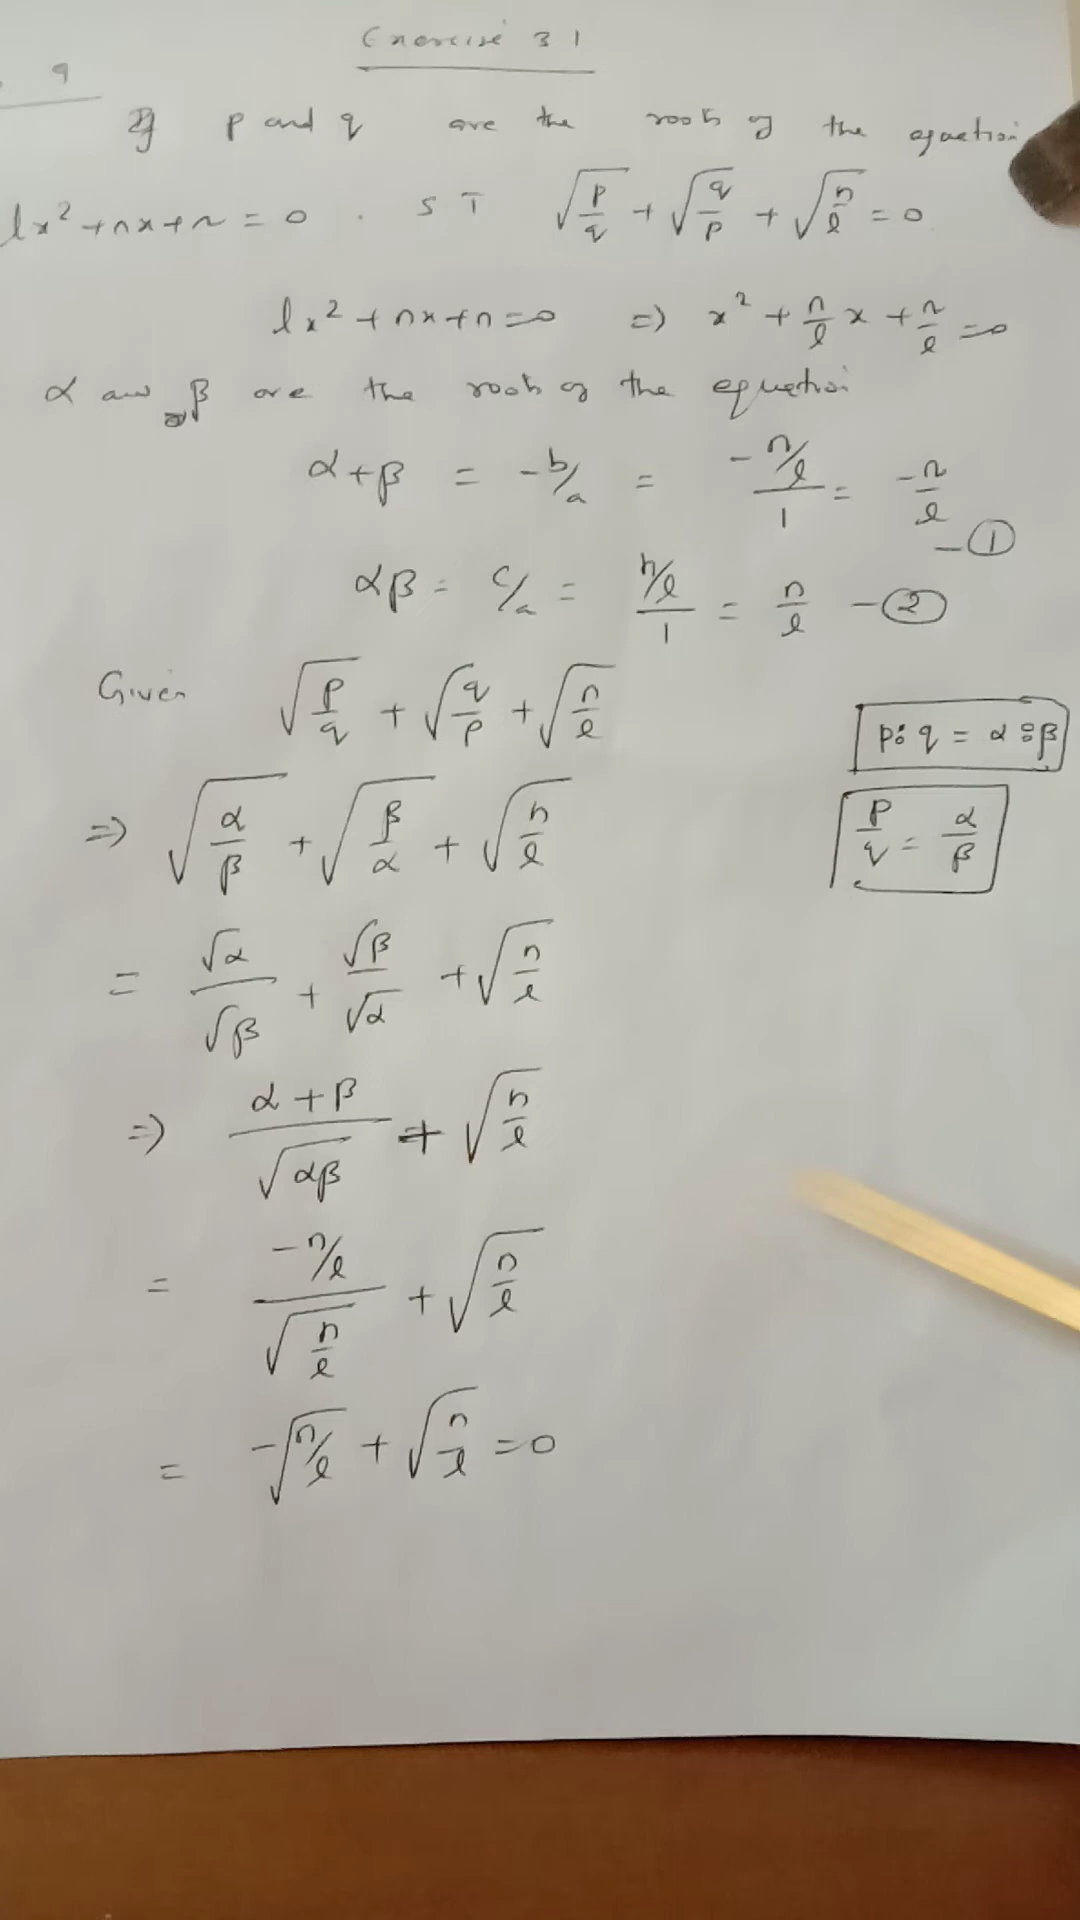 Exercise 3 1
9
If p and q are the roots of the equation
lx² + nx + n = 0 . S T √(p/q) + √(q/p) + √(n/l) = 0
lx² + nx + n = 0 ⇒ x² + n/l x + n/l = 0
α and β are the roots of the equation
α + β = -b/a = (-n/l)/1 = -n/l - ①
αβ = c/a = (n/l)/1 = n/l - ②
Given √(p/q) + √(q/p) + √(n/l)
p : q = α : β
⇒ √(α/β) + √(β/α) + √(n/l)
p/q = α/β
= √α/√β + √β/√α + √(n/l)
⇒ (α + β)/√(αβ) + √(n/l)
= (-n/l)/√(n/l) + √(n/l)
= -√(n/l) + √(n/l) = 0